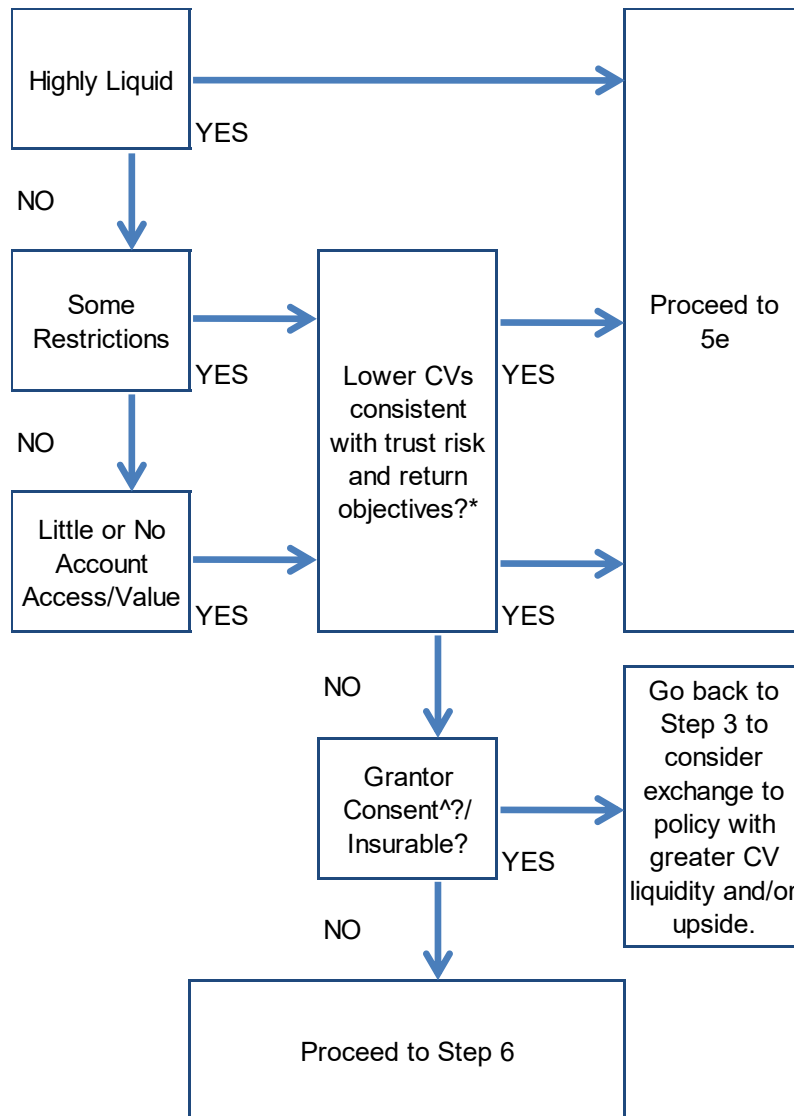 Highly Liquid
YES
NO
Some
Restrictions
YES
NO
Little or No
Account
Access/Value
YES
Lower CVs
consistent
with trust risk
and return
objectives?*
YES
YES
Proceed to
5e
NO
Grantor
Consent^?/
Insurable?
YES
Go back to
Step 3 to
consider
exchange to
policy with
greater CV
liquidity and/or
upside.
NO
Proceed to Step 6